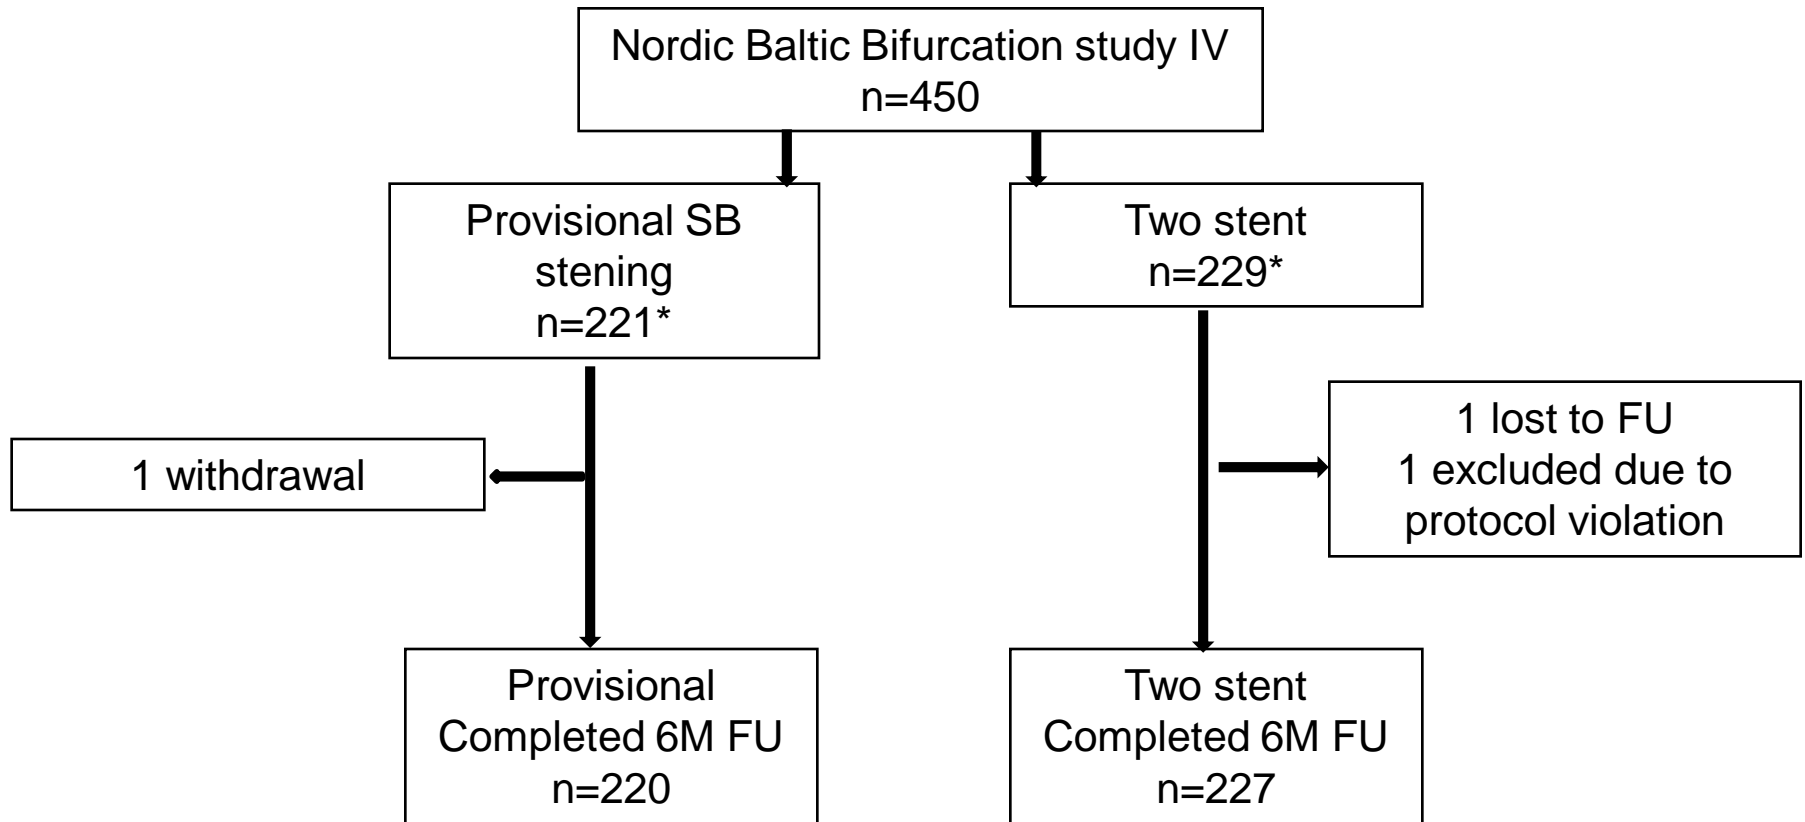 Nordic Baltic Bifurcation study IV
n=450
Provisional SB
stening
n=221*
Two stent
n=229*
1 withdrawal
1 lost to FU
1 excluded due to
protocol violation
Provisional
Completed 6M FU
n=220
Two stent
Completed 6M FU
n=227